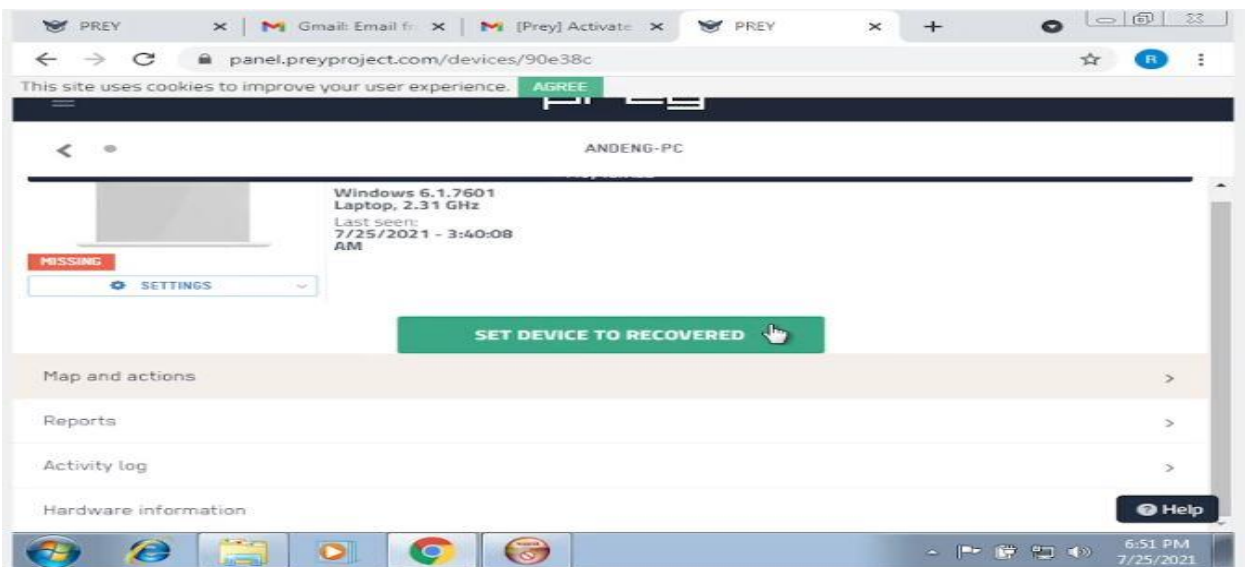 PREY
Gmail: Email fr
[Prey] Activate
PREY
panel.preyproject.com/devices/90e38c
R
This site uses cookies to improve your user experience. AGREE
ANDENG-PC
Windows 6.1.7601
Laptop, 2.31 GHz
Last seen:
7/25/2021 - 3:40:08
AM
MISSING
SETTINGS
SET DEVICE TO RECOVERED
Map and actions
Reports
Activity log
Hardware information
Help
6:51 PM
7/25/2021